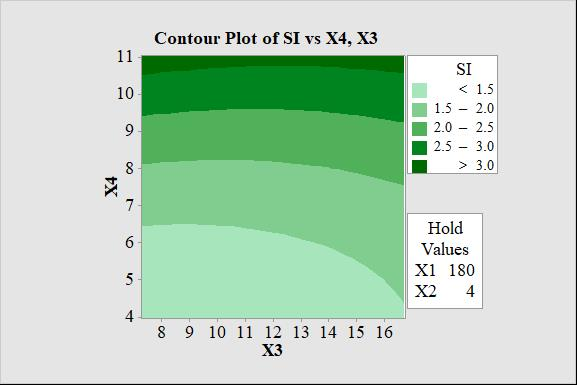 Contour Plot of SI vs X4, X3
11
10
9
8
7
6
5
4
X4
8 9 10 11 12 13 14 15 16
X3
SI
< 1.5
1.5 – 2.0
2.0 – 2.5
2.5 – 3.0
> 3.0
Hold
Values
X1 180
X2 4